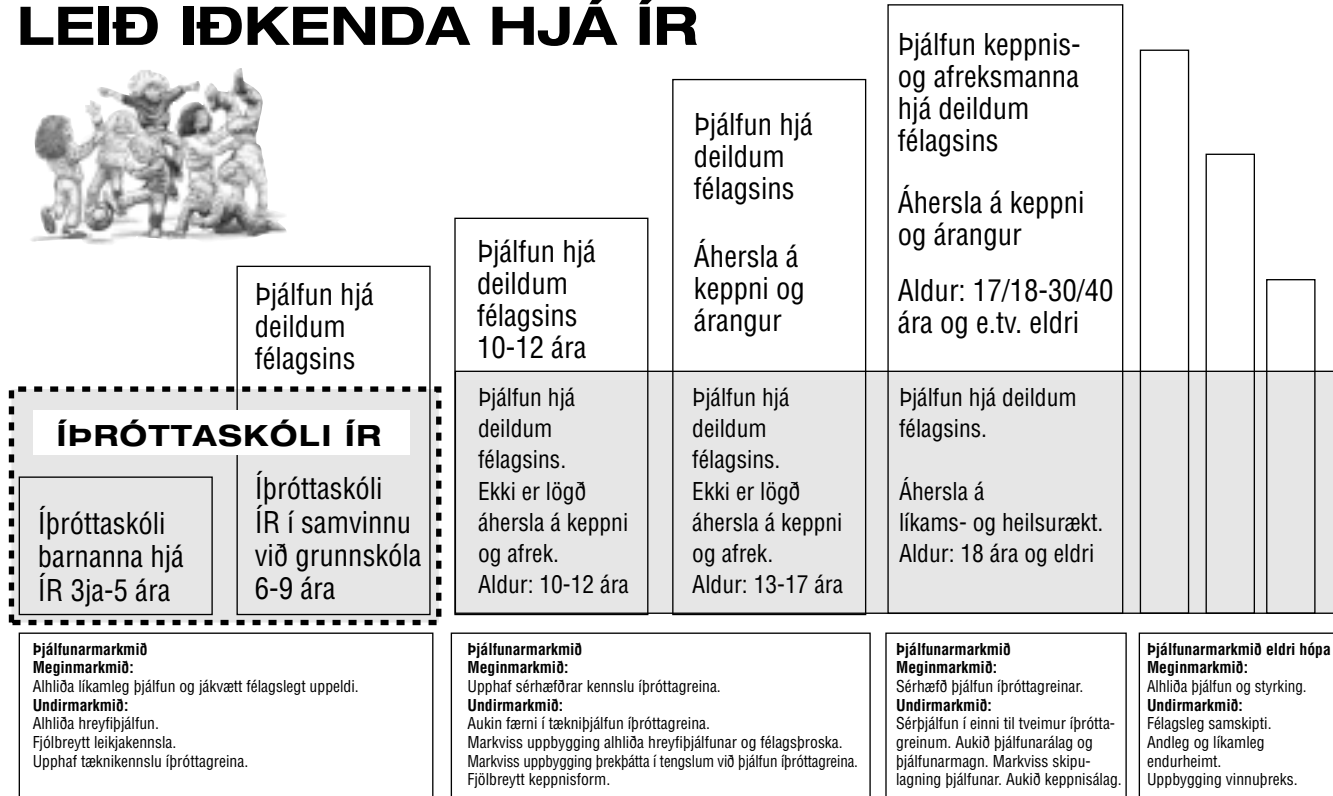 LEIÐ IÐKENDA HJÁ ÍR
Þjálfun hjá
deildum
félagsins
ÍÞRÓTTASKÓLI ÍR
Íþróttaskóli
barnanna hjá
ÍR 3ja-5 ára
Íþróttaskóli
ÍR í samvinnu
við grunnskóla
6-9 ára
Þjálfun hjá
deildum
félagsins
10-12 ára
Þjálfun hjá
deildum
félagsins.
Ekki er lögð
áhersla á keppni
og afrek.
Aldur: 10-12 ára
Þjálfun hjá
deildum
félagsins
Áhersla á
keppni og
árangur
Þjálfun hjá
deildum
félagsins.
Ekki er lögð
áhersla á keppni
og afrek.
Aldur: 13-17 ára
Þjálfun keppnis-
og afreksmanna
hjá deildum
félagsins
Áhersla á keppni
og árangur
Aldur: 17/18-30/40
ára og e.tv. eldri
Þjálfun hjá deildum
félagsins.
Áhersla á
líkams- og heilsurækt.
Aldur: 18 ára og eldri
Þjálfunarmarkmið
Meginmarkmið:
Alhliða líkamleg þjálfun og jákvætt félagslegt uppeldi.
Undirmarkmið:
Alhliða hreyfiþjálfun.
Fjólbreytt leikjakennsla.
Upphaf tæknikennslu íþróttagreina.
Þjálfunarmarkmið
Meginmarkmið:
Upphaf sérhæfðrar kennslu íþróttagreina.
Undirmarkmið:
Aukin færni í tækniþjálfun íþróttagreina.
Markviss uppbygging alhliða hreyfiþjálfunar og félagsþroska.
Markviss uppbygging þrekþátta í tengslum við þjálfun íþróttagreina.
Fjölbreytt keppnisform.
Þjálfunarmarkmið
Meginmarkmið:
Sérhæfð þjálfun íþróttagreinar.
Undirmarkmið:
Sérþjálfun í einni til tveimur íþrótta-
greinum. Aukið þjálfunarálag og
þjálfunarmagn. Markviss skipu-
lagning þjálfunar. Aukið keppnisálag.
Þjálfunarmarkmið eldri hópa
Meginmarkmið:
Alhliða þjálfun og styrking.
Undirmarkmið:
Félagsleg samskipti.
Andleg og líkamleg
endurheimt.
Uppbygging vinnuþreks.